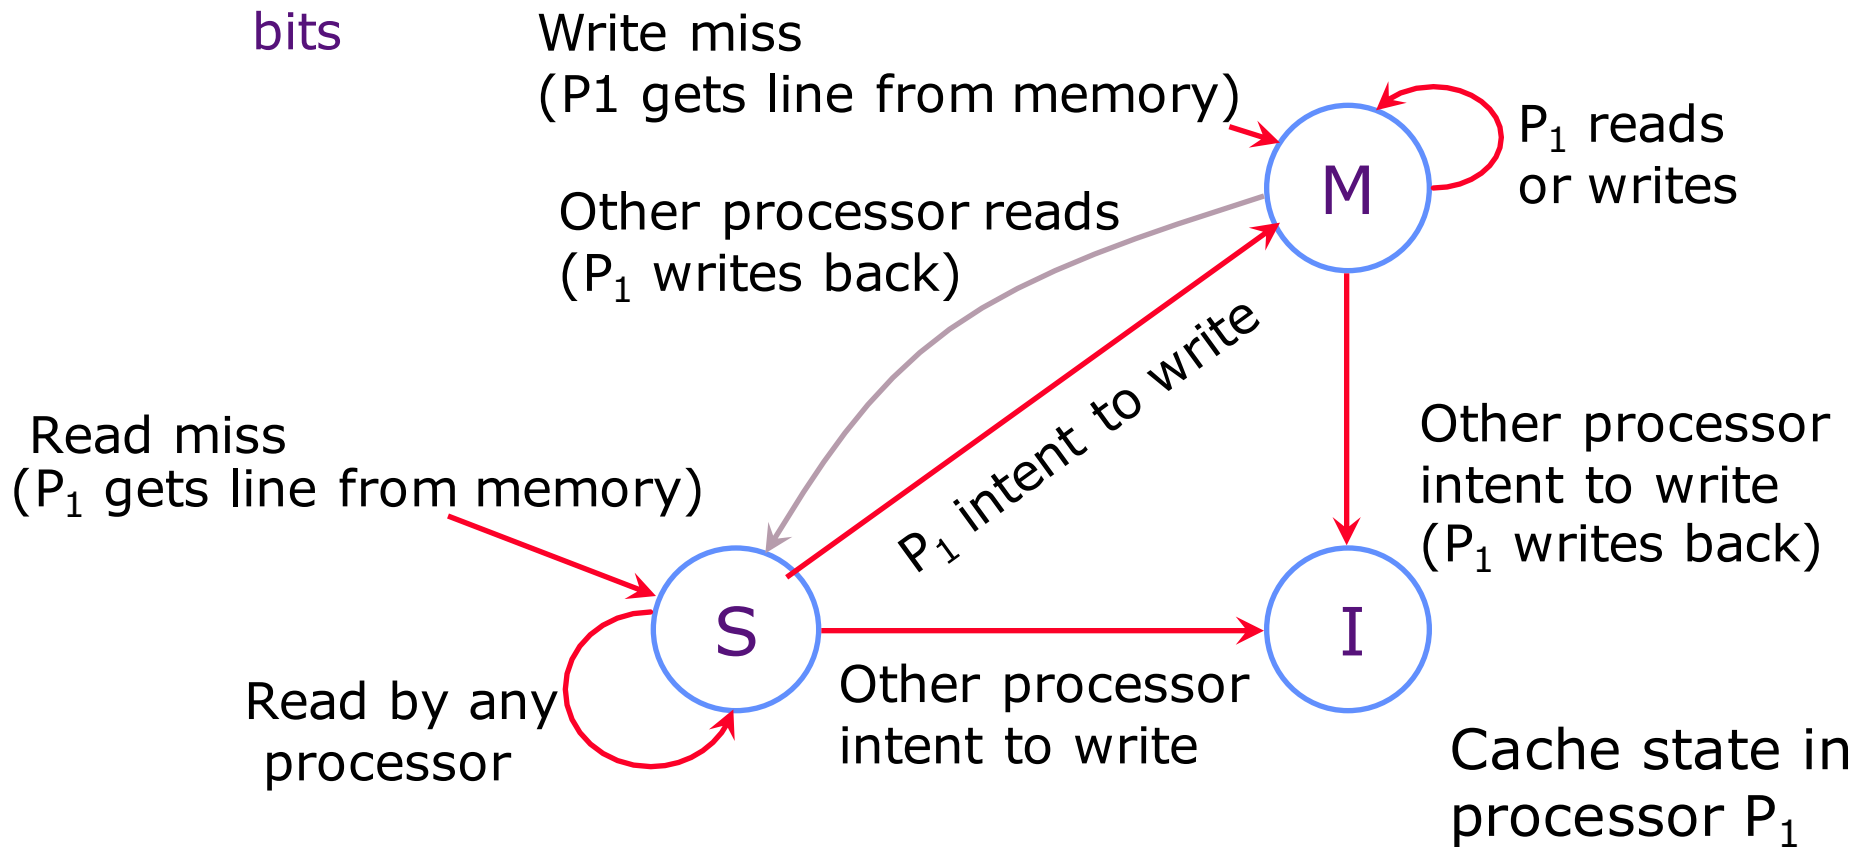 bits
Write miss
(P1 gets line from memory)
P₁ reads
or writes
M
Other processor reads
(P₁ writes back)
P₁ intent to write
Read miss
(P₁ gets line from memory)
Other processor
intent to write
(P₁ writes back)
S
I
Read by any
processor
Other processor
intent to write
Cache state in
processor P₁